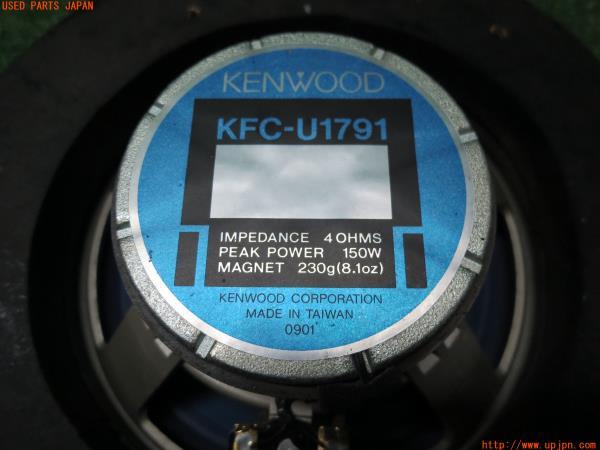 USED PARTS JAPAN
KENWOOD
KFC-U1791
IMPEDANCE 4 OHMS
PEAK POWER 150W
MAGNET 230g(8.1oz)
KENWOOD CORPORATION
MADE IN TAIWAN
0901
http://www.upjpn.com